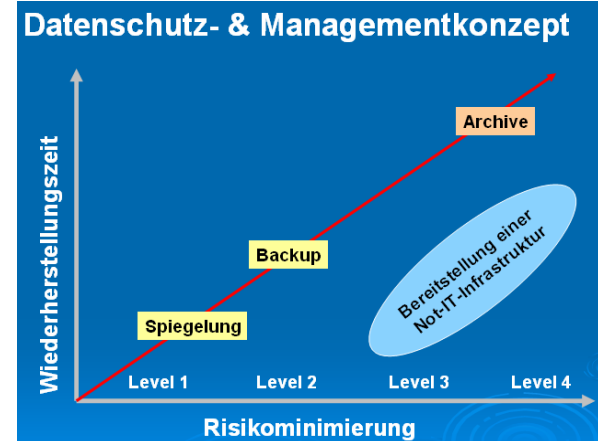 Datenschutz- & Managementkonzept
Wiederherstellungszeit
Archive
Backup
Spiegelung
Bereitstellung einer
Not-IT-Infrastruktur
Level 1 Level 2 Level 3 Level 4
Risikominimierung